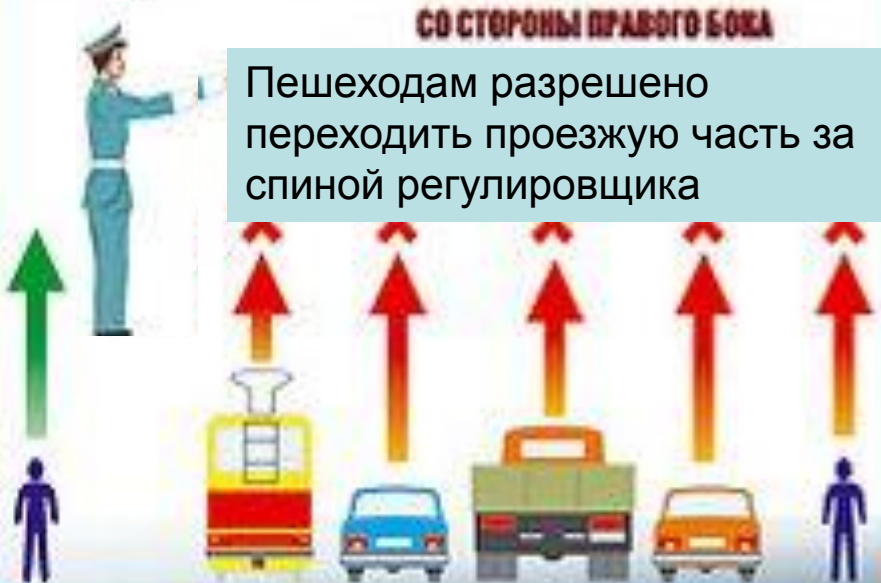 СО СТОРОНЫ ПРАВОГО БОКА
Пешеходам разрешено
переходить проезжую часть за
спиной регулировщика